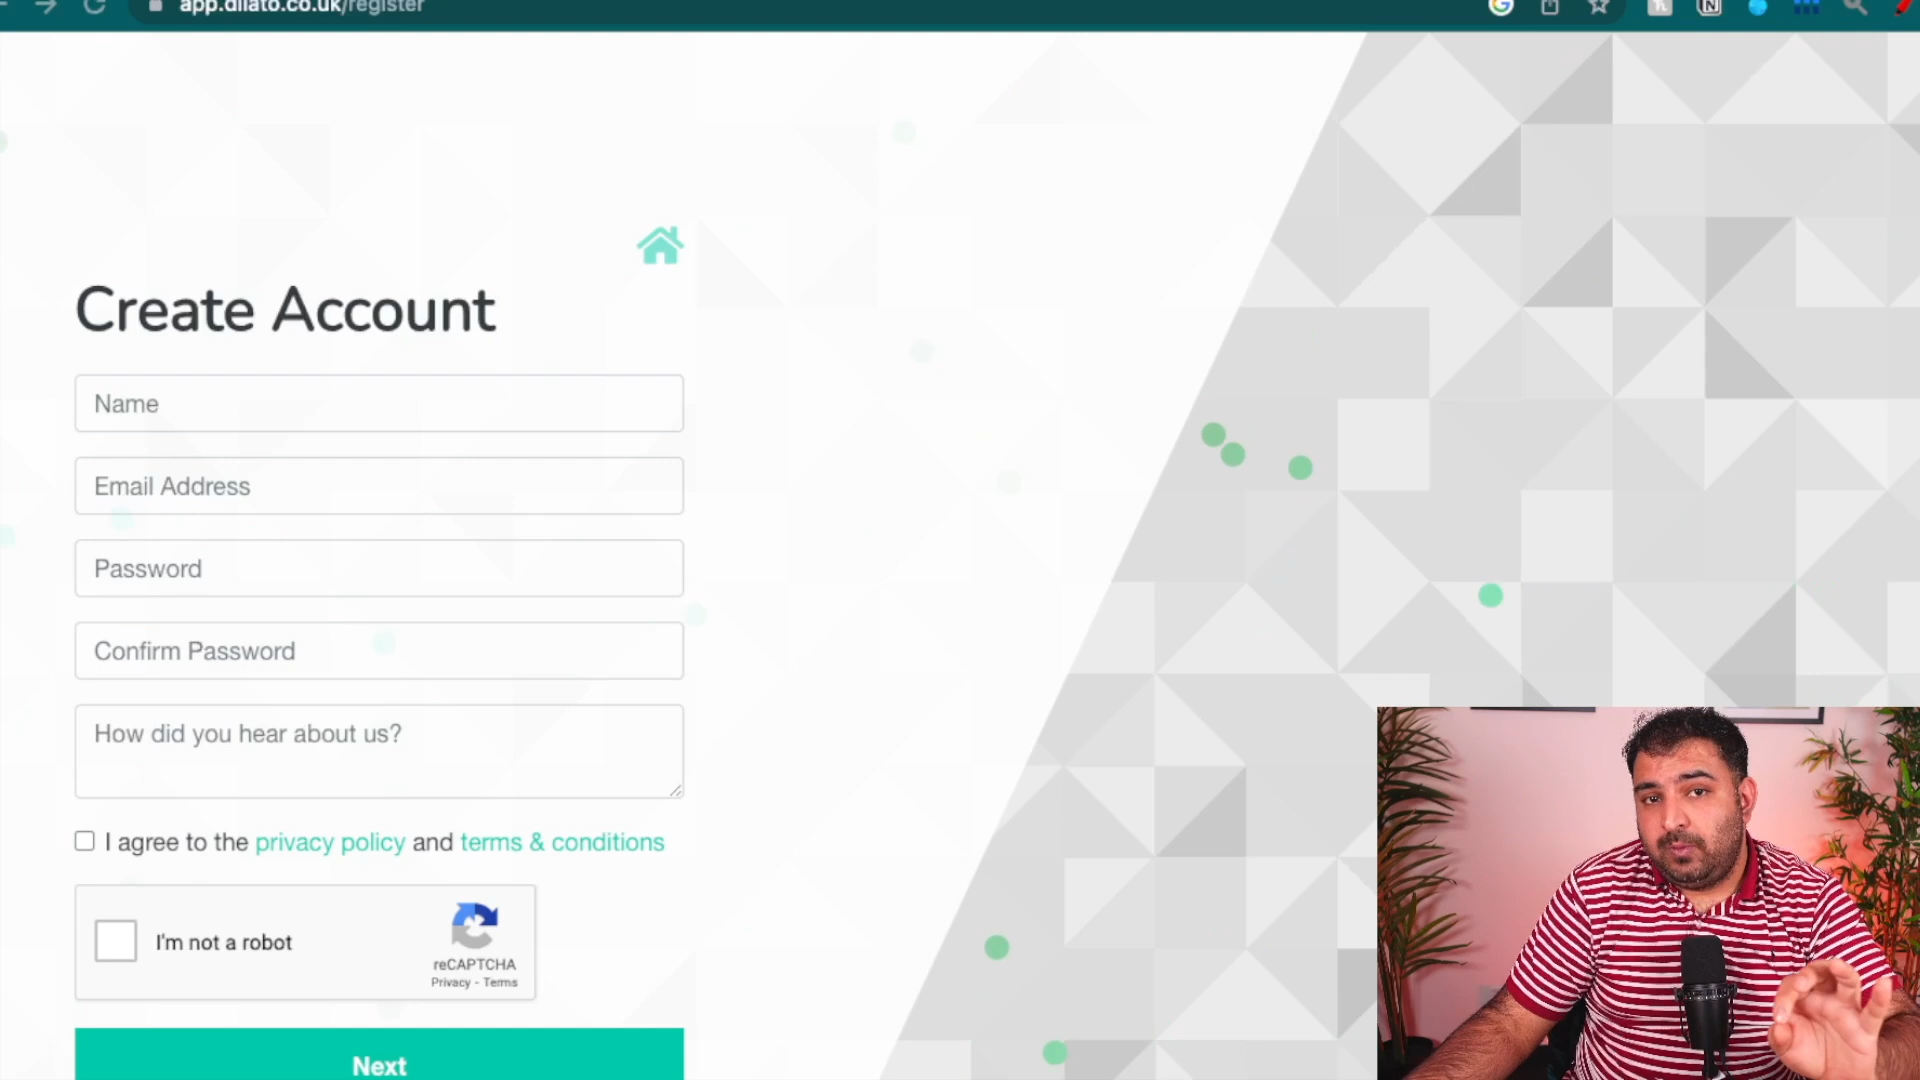 app.dilato.co.uk/register
Create Account
Name
Email Address
Password
Confirm Password
How did you hear about us?
I agree to the privacy policy and terms & conditions
I'm not a robot
reCAPTCHA
Privacy - Terms
Next